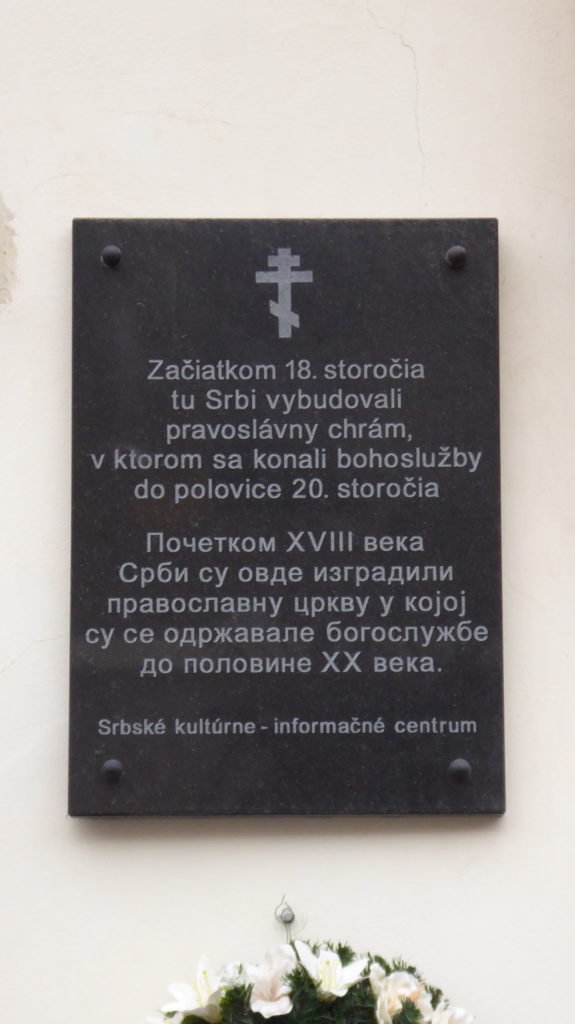 Začiatkom 18. storočia
tu Srbi vybudovali
pravoslávny chrám,
v ktorom sa konali bohoslužby
do polovice 20. storočia
Почетком XVIII века
Срби су овде изградили
православну цркву у којој
су се одржавале богослужбе
до половине XX века.
Srbské kultúrne - informačné centrum